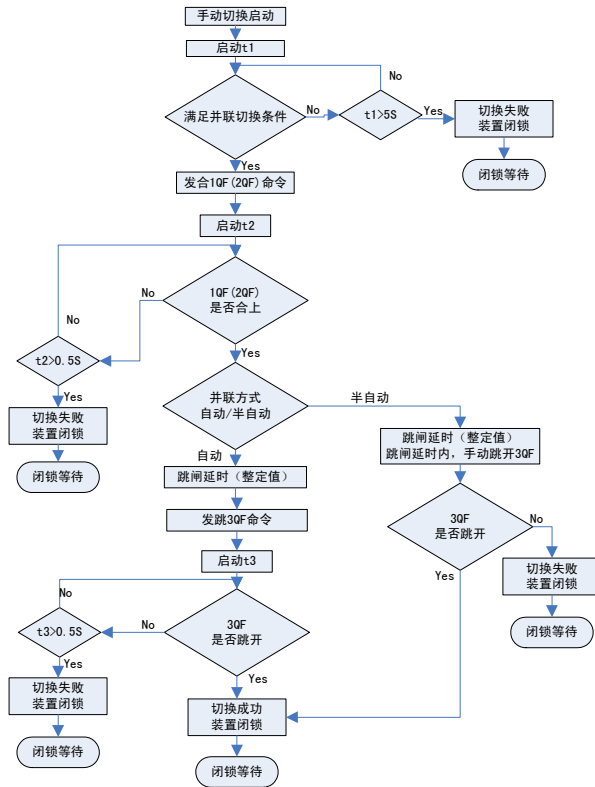 手动切换启动
启动t1
No
满足并联切换条件
No
t1>5S
Yes
切换失败
装置闭锁
闭锁等待
Yes
发合1QF(2QF)命令
启动t2
No
1QF(2QF)
是否合上
No
t2>0.5S
Yes
Yes
切换失败
装置闭锁
闭锁等待
并联方式
自动/半自动
半自动
自动
跳闸延时（整定值）
跳闸延时（整定值）
跳闸延时内，手动跳开3QF
发跳3QF命令
启动t3
3QF
是否跳开
No
切换失败
装置闭锁
闭锁等待
Yes
No
3QF
是否跳开
No
t3>0.5S
Yes
切换失败
装置闭锁
闭锁等待
Yes
切换成功
装置闭锁
闭锁等待